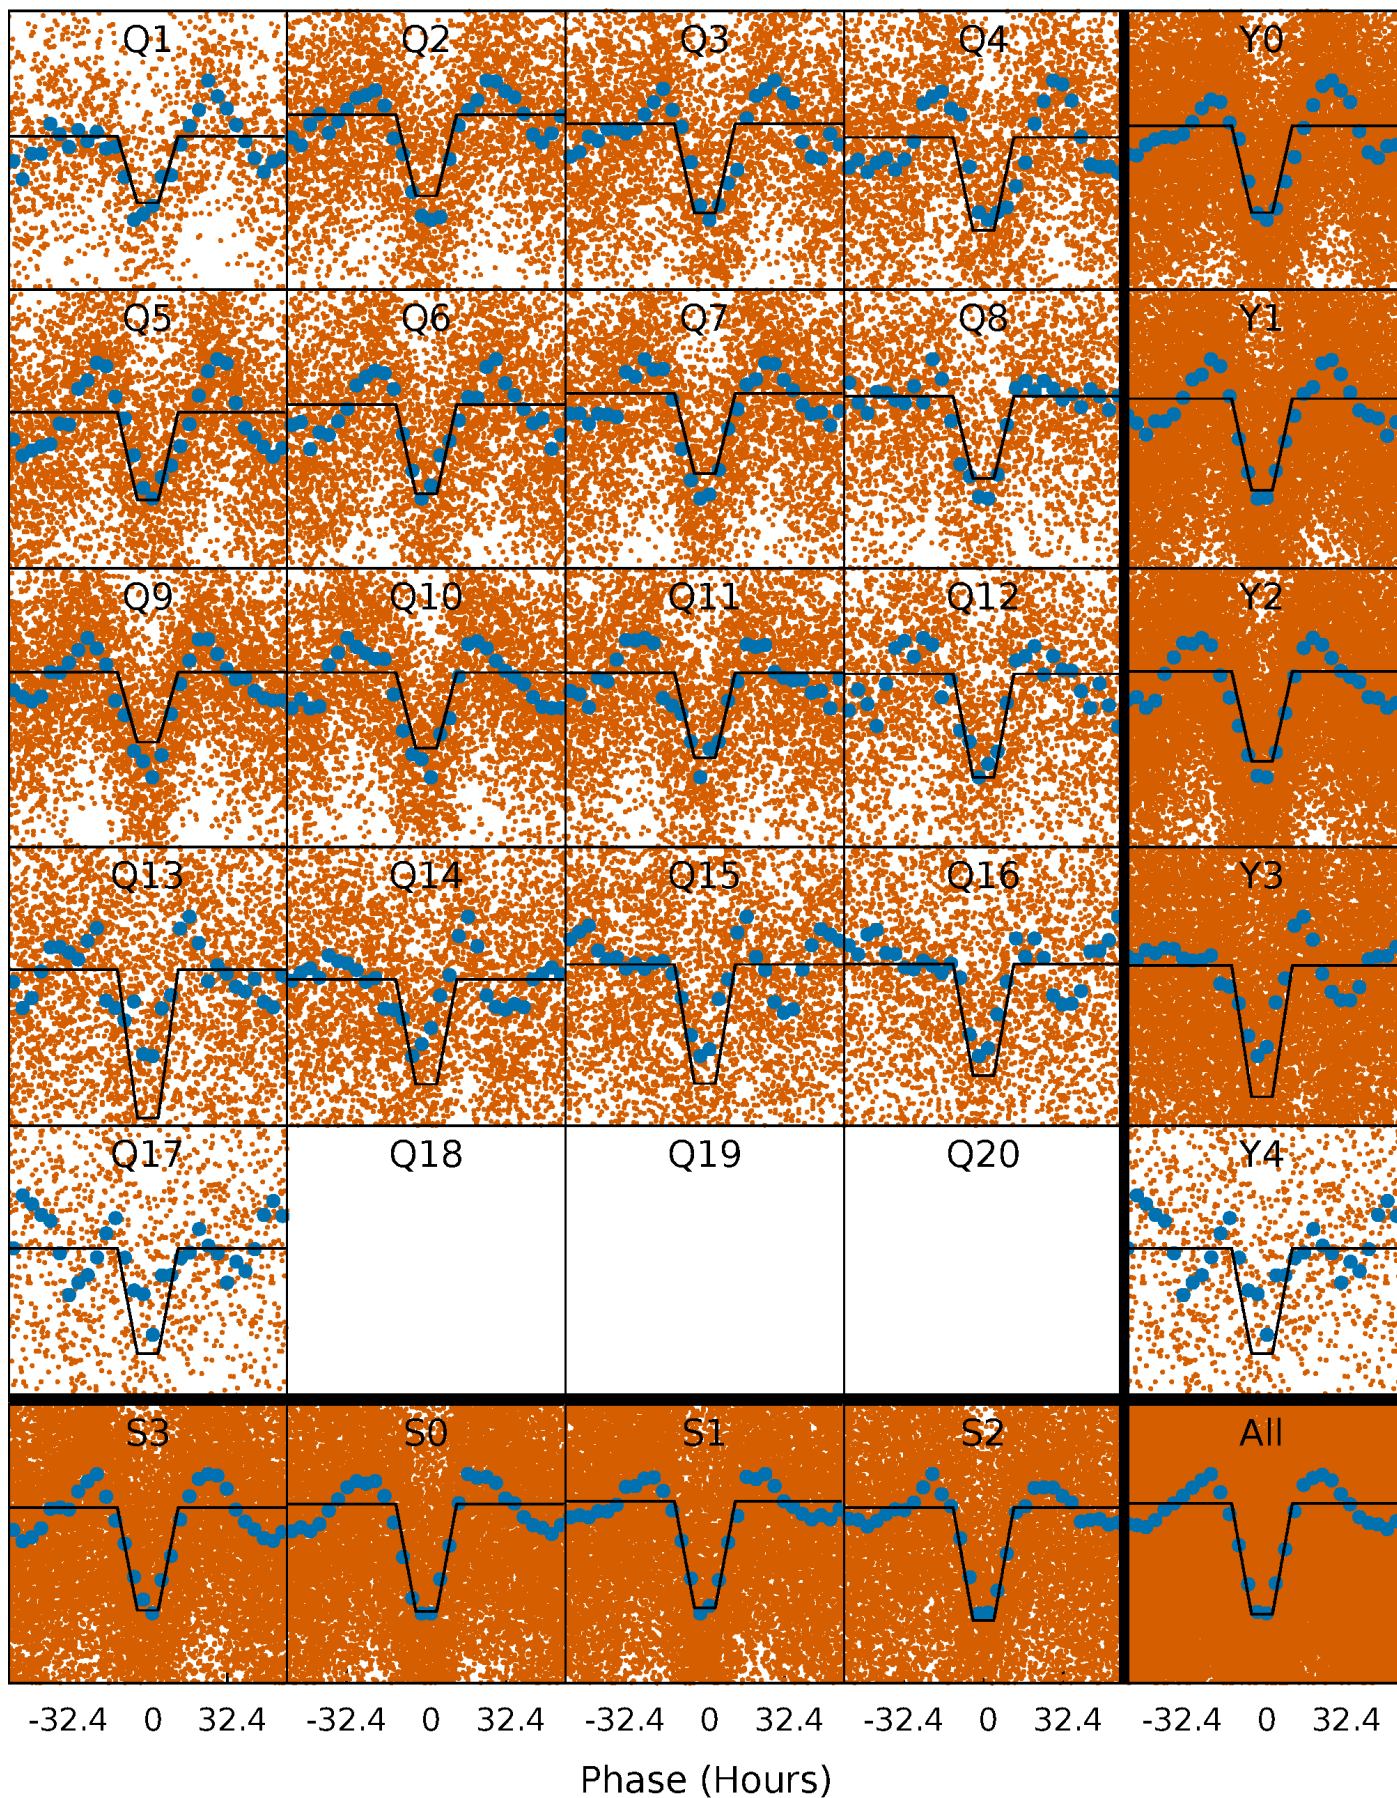 Q1 Q2 Q3 Q4 Y0
Q5 Q6 Q7 Q8 Y1
Q9 Q10 Q11 Q12 Y2
Q13 Q14 Q15 Q16 Y3
Q17 Q18 Q19 Q20 Y4
S3 S0 S1 S2 All
-32.4 0 32.4 -32.4 0 32.4 -32.4 0 32.4 -32.4 0 32.4 -32.4 0 32.4
Phase (Hours)